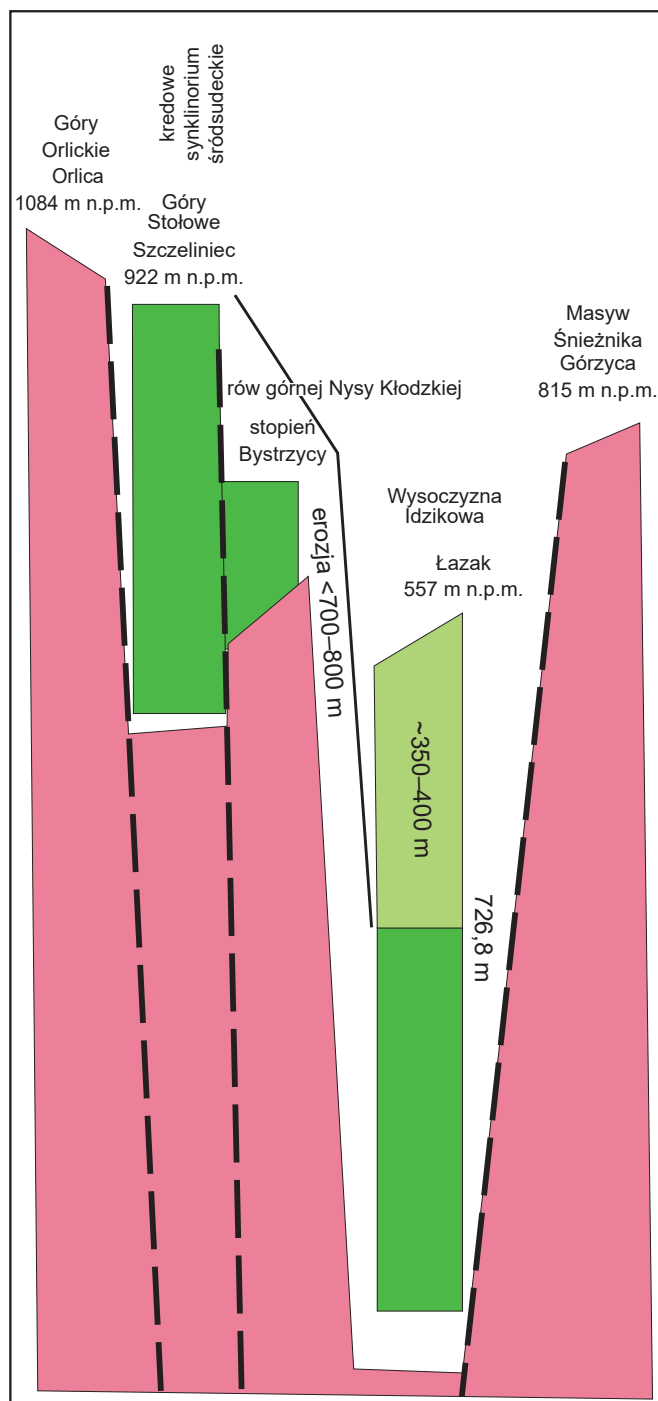 kredowe
synklinorium
śródsudeckie
Góry
Orlickie
Orlica
1084 m n.p.m.
Góry
Stołowe
Szczeliniec
922 m n.p.m.
Masyw
Śnieżnika
Górzyca
815 m n.p.m.
rów górnej Nysy Kłodzkiej
stopień
Bystrzycy
Wysoczyzna
Idzikowa
Łazak
557 m n.p.m.
erozja <700–800 m
~350–400 m
726,8 m